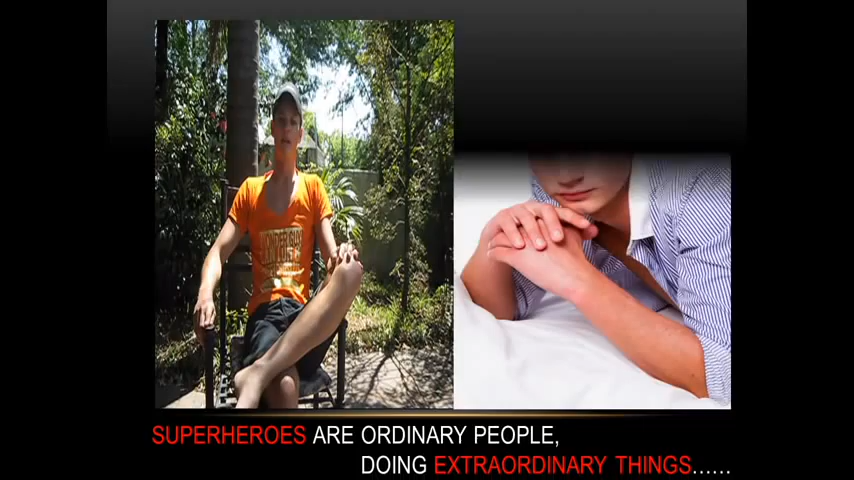 SUPERHEROES ARE ORDINARY PEOPLE,
DOING EXTRAORDINARY THINGS……